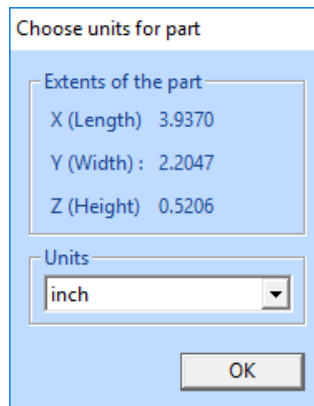 Choose units for part
Extents of the part
X (Length) 3.9370
Y (Width) : 2.2047
Z (Height) 0.5206
Units
inch
OK